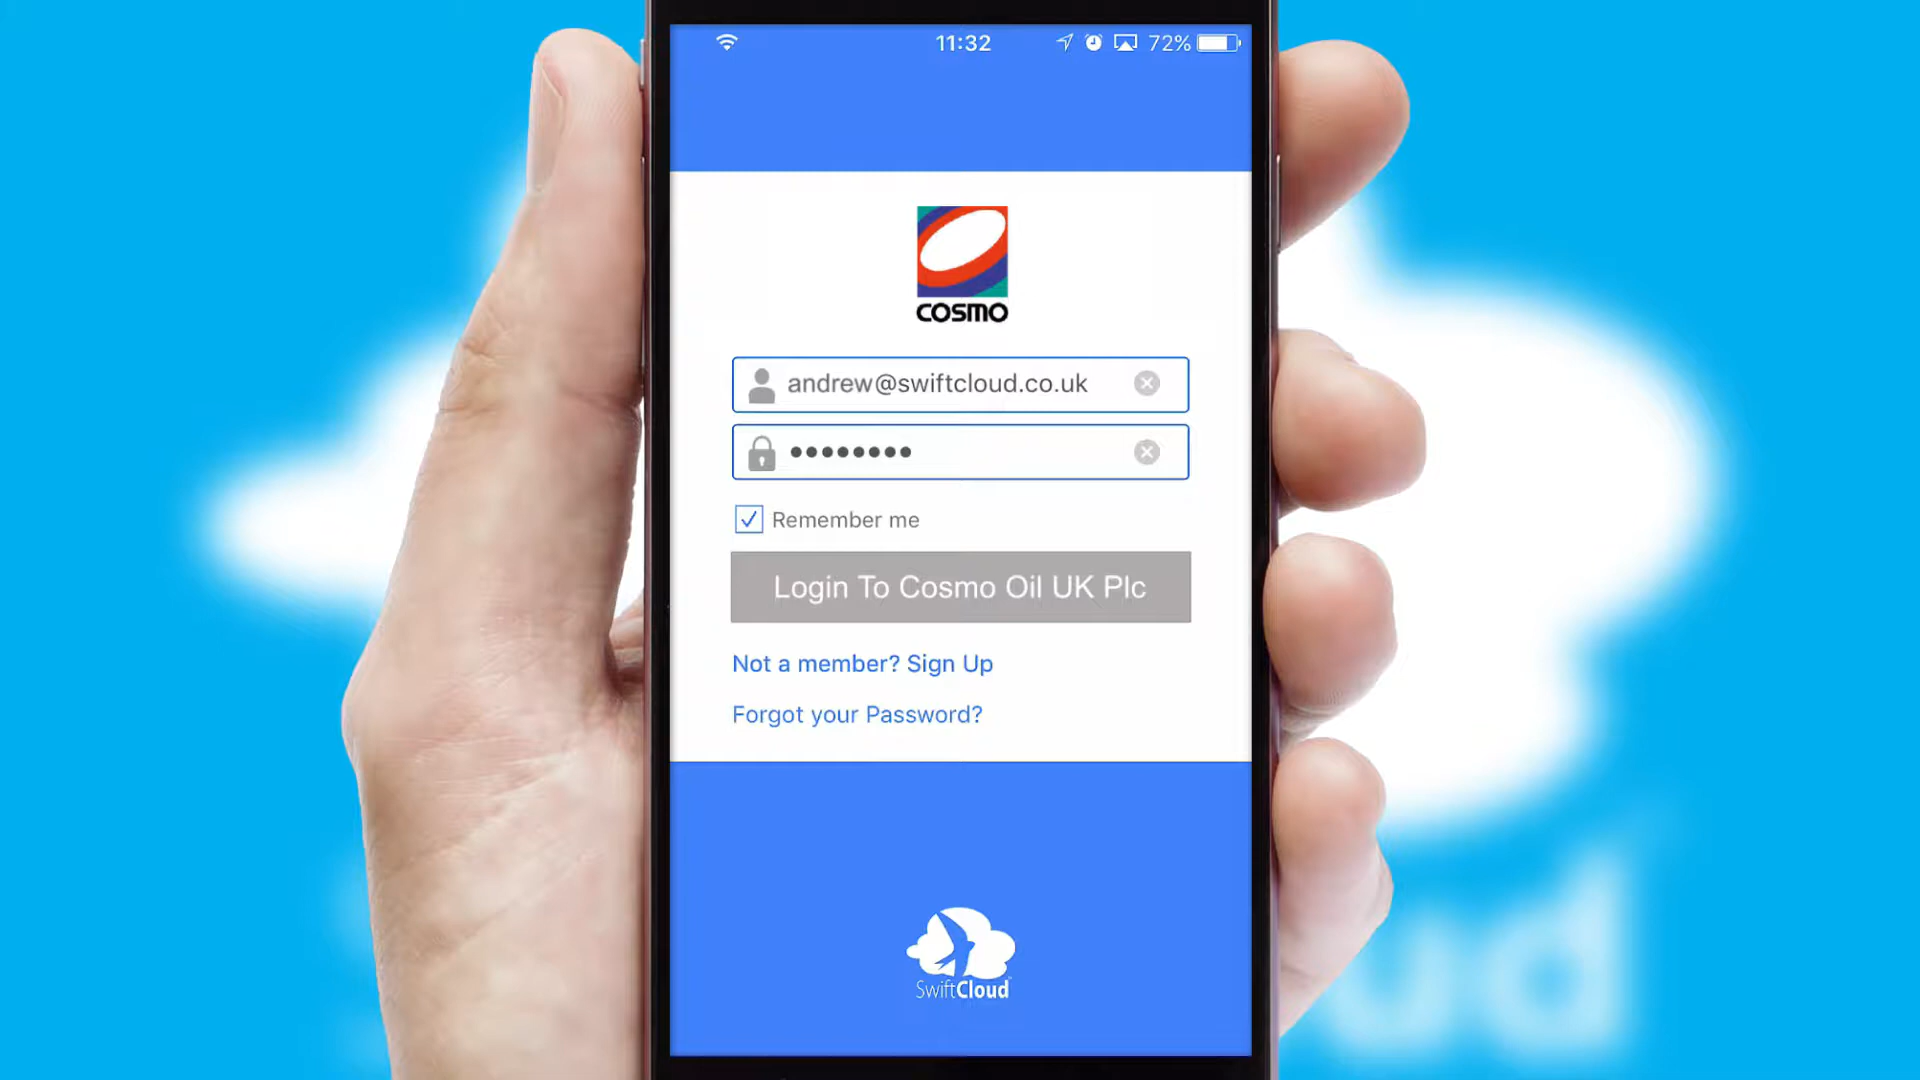 11:32
72%
COSMO
andrew@swiftcloud.co.uk
Remember me
Login To Cosmo Oil UK Plc
Not a member? Sign Up
Forgot your Password?
SwiftCloud
ud